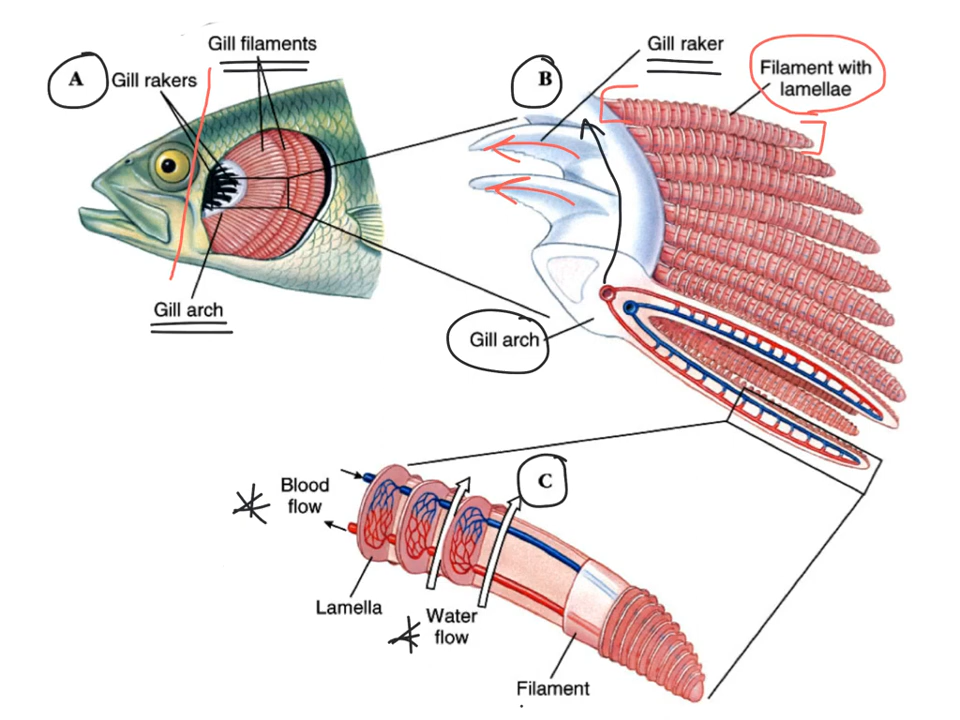 Gill filaments
A
Gill rakers
Gill arch
B
Gill raker
Filament with
lamellae
Gill arch
C
Blood
flow
Lamella
Water
flow
Filament